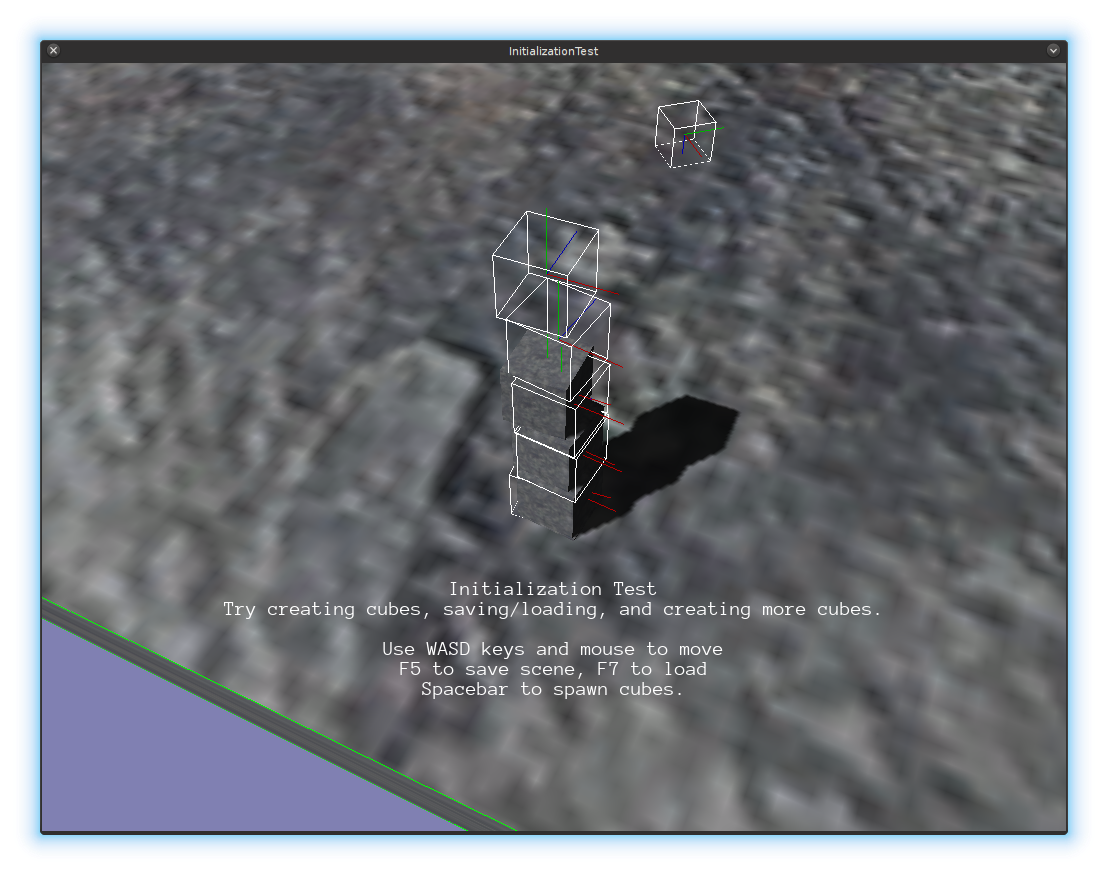 InitializationTest
Initialization Test
Try creating cubes, saving/loading, and creating more cubes.
Use WASD keys and mouse to move
F5 to save scene, F7 to load
Spacebar to spawn cubes.